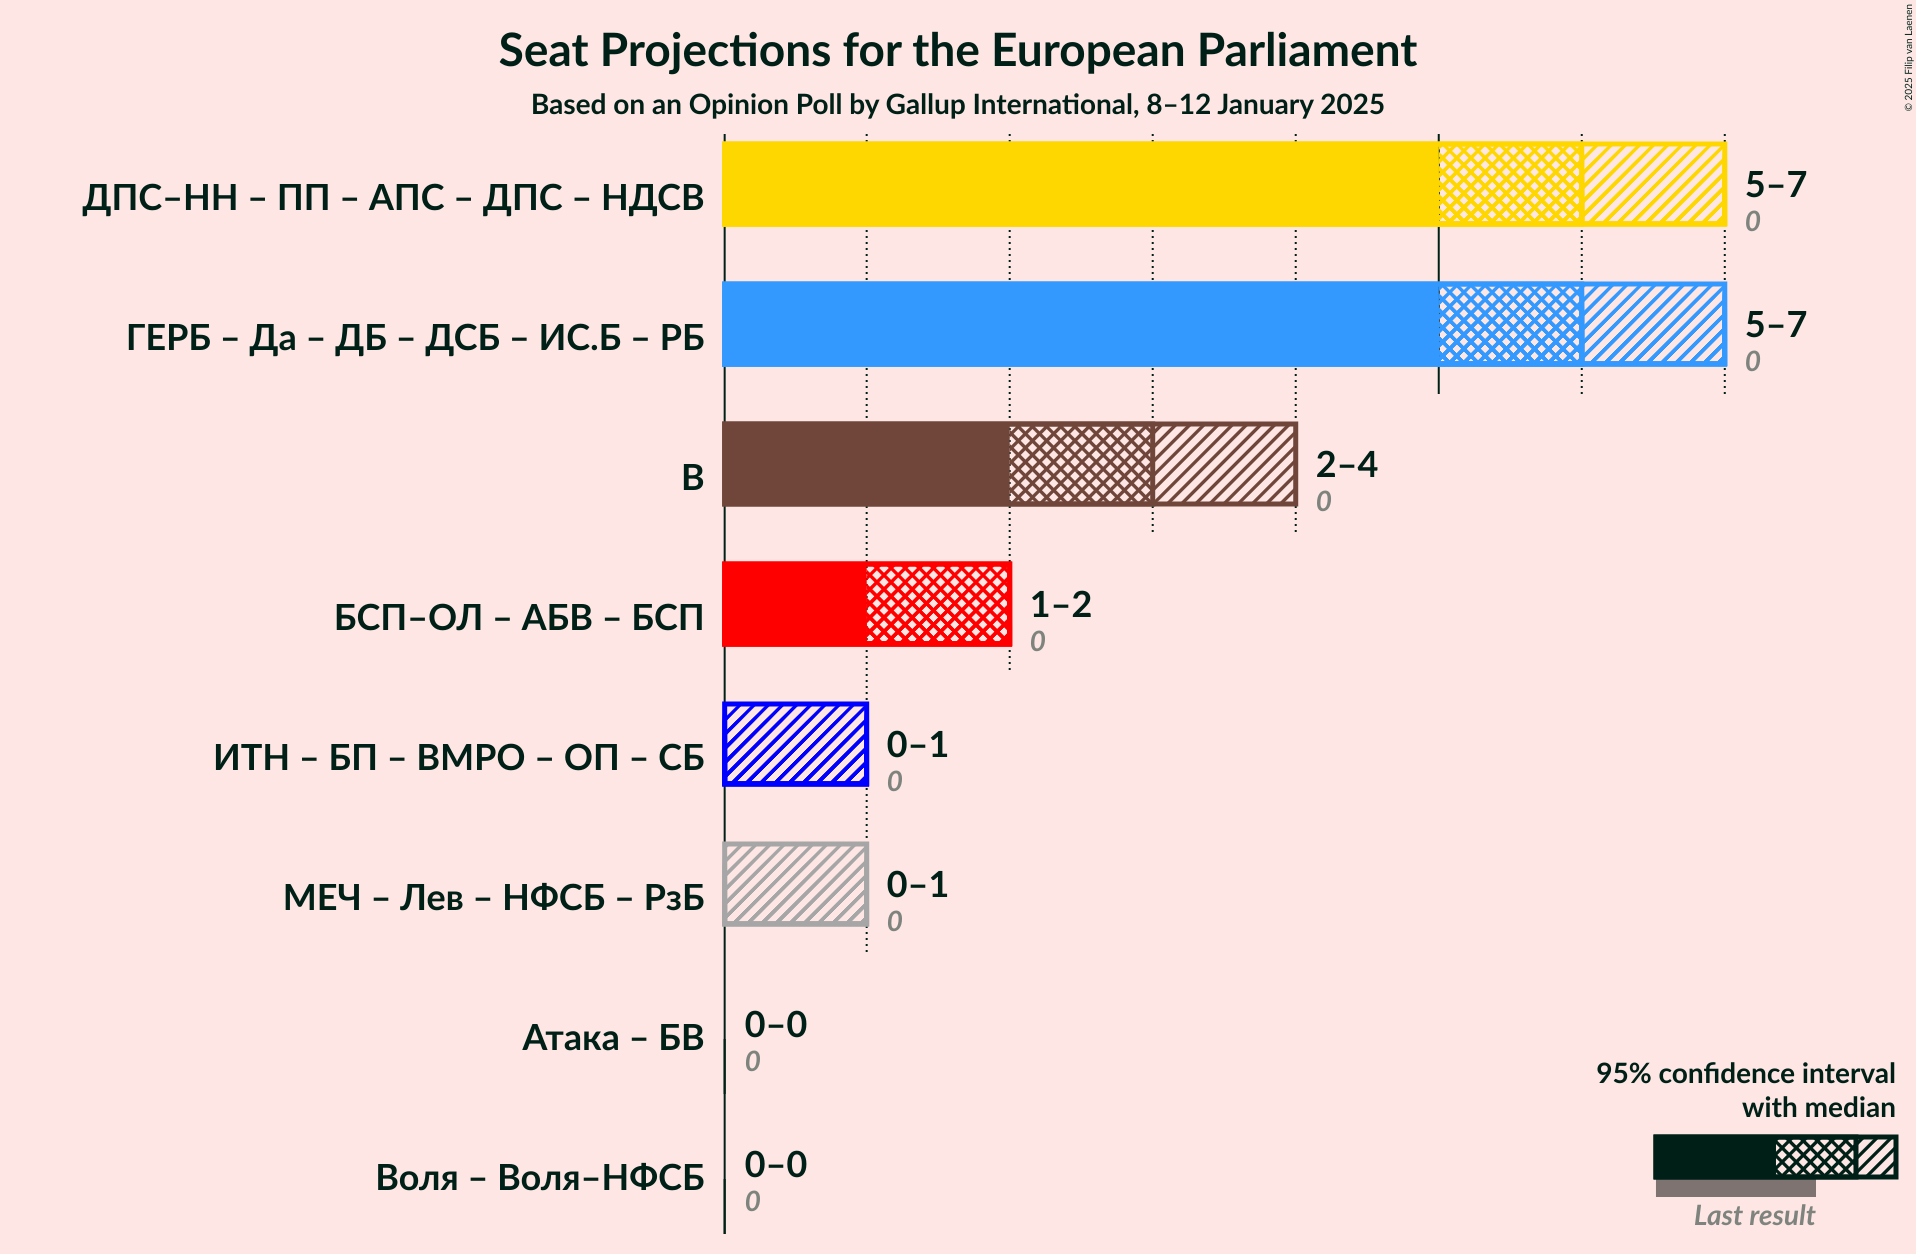 Seat Projections for the European Parliament
Based on an Opinion Poll by Gallup International, 8–12 January 2025
© 2025 Filip van Laenen
ДПС–НН – ПП – АПС – ДПС – НДСВ
5–7
0
ГЕРБ – Да – ДБ – ДСБ – ИС.Б – РБ
5–7
0
В
2–4
0
БСП–ОЛ – АБВ – БСП
1–2
0
ИТН – БП – ВМРО – ОП – СБ
0–1
0
МЕЧ – Лев – НФСБ – РзБ
0–1
0
Атака – БВ
0–0
0
Воля – Воля–НФСБ
0–0
0
95% confidence interval
with median
Last result